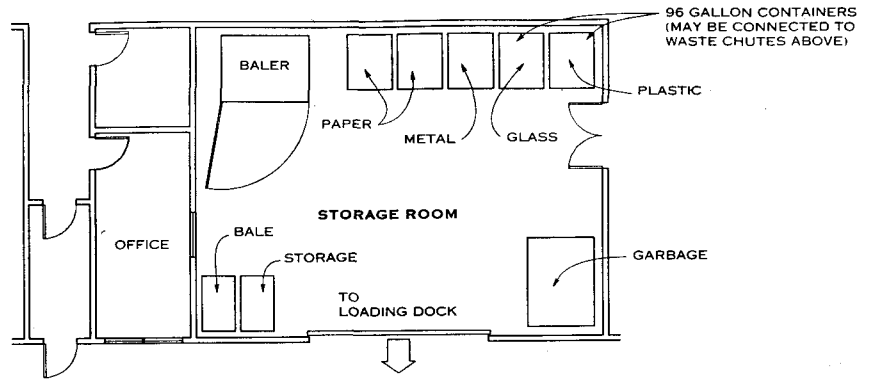 96 GALLON CONTAINERS
(MAY BE CONNECTED TO
WASTE CHUTES ABOVE)
BALER
PLASTIC
PAPER
METAL
GLASS
STORAGE ROOM
BALE
OFFICE
STORAGE
GARBAGE
TO
LOADING DOCK